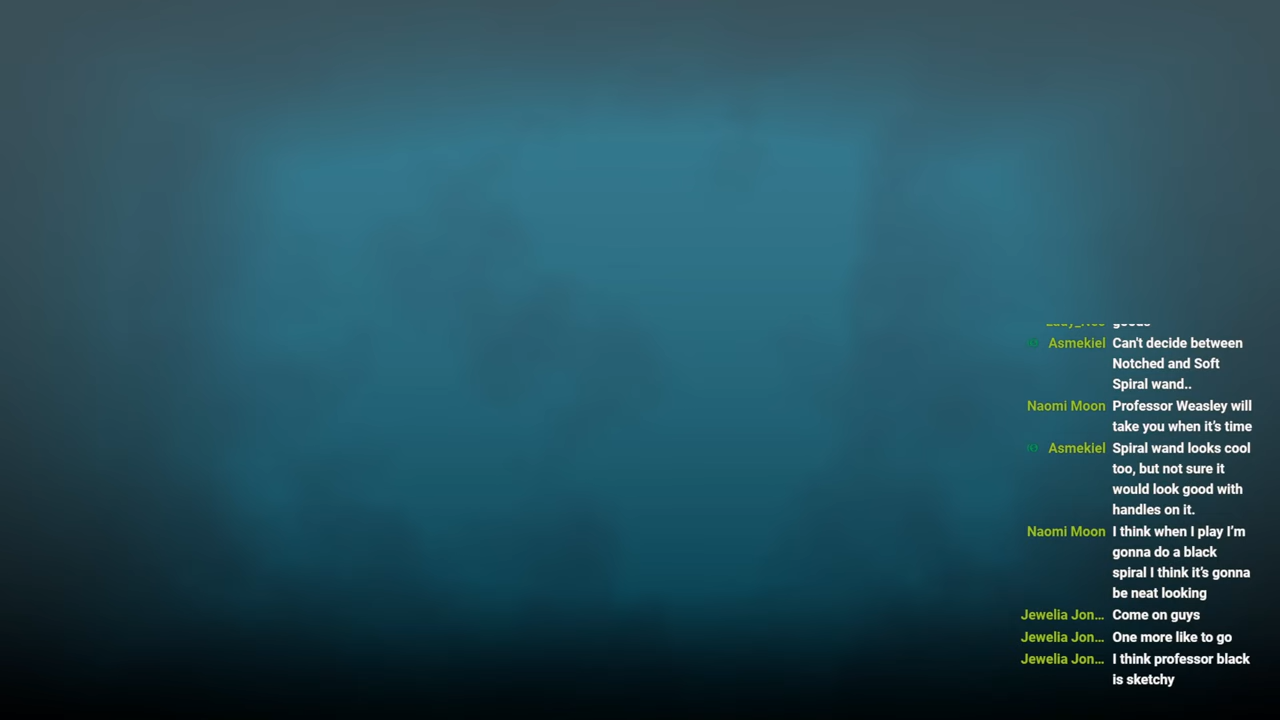 Asmekiel Can't decide between
Notched and Soft
Spiral wand..
Naomi Moon Professor Weasley will
take you when it’s time
Asmekiel Spiral wand looks cool
too, but not sure it
would look good with
handles on it.
Naomi Moon I think when I play I’m
gonna do a black
spiral I think it’s gonna
be neat looking
Jewelia Jon… Come on guys
Jewelia Jon… One more like to go
Jewelia Jon… I think professor black
is sketchy